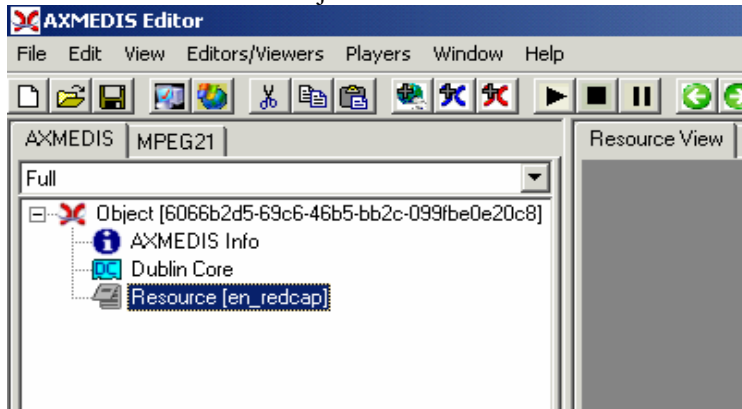 AXMEDIS Editor
File Edit View Editors/Viewers Players Window Help
AXMEDIS MPEG21 Resource View
Full
Object [6066b2d5-69c6-46b5-bb2c-099fbe0e20c8]
AXMEDIS Info
DC Dublin Core
Resource [en_redcap]